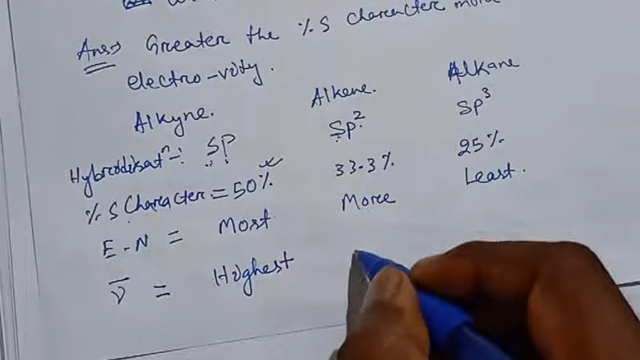 Ans⇒ Greater the % S character more
electro-vity.
Alkyne. Alkene. Alkane
Hybreidisatⁿ-: SP SP² SP³
% S Character = 50% 33.3% 25%
E-N = Most More Least.
ν̅ = Highest